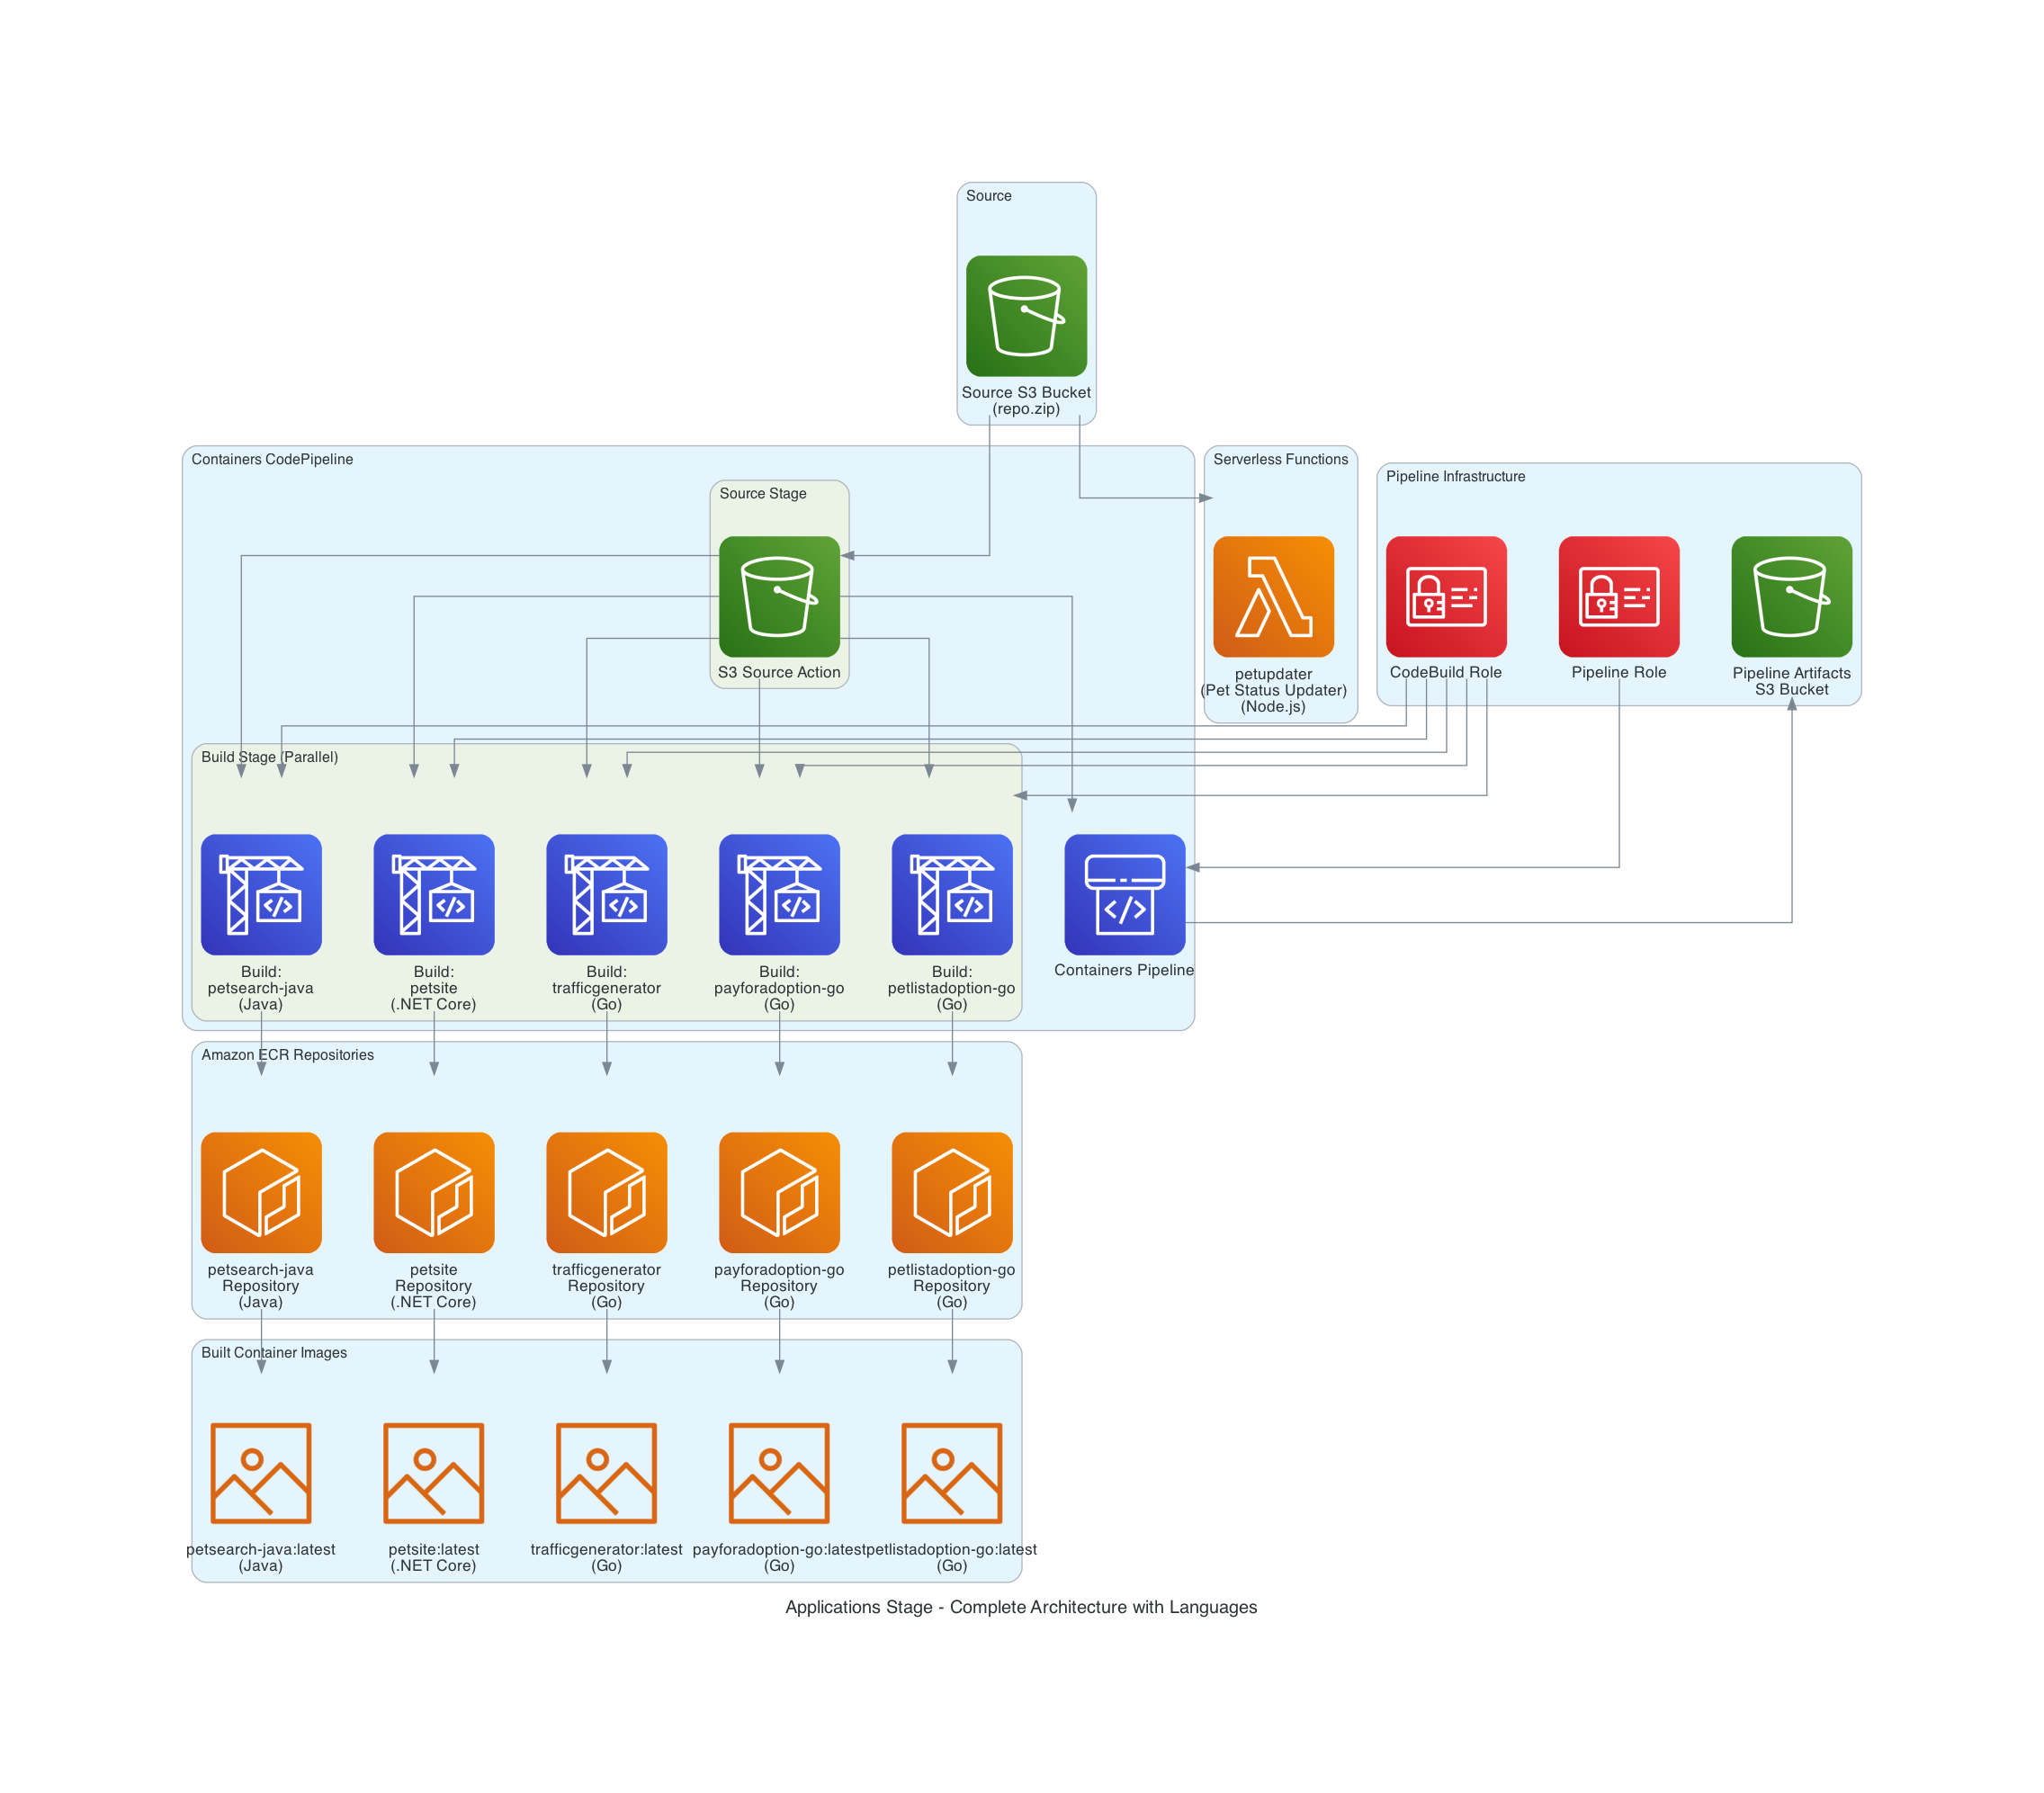 Source
Source S3 Bucket
(repo.zip)
Containers CodePipeline
Source Stage
S3 Source Action
Serverless Functions
petupdater
(Pet Status Updater)
(Node.js)
Pipeline Infrastructure
CodeBuild Role
Pipeline Role
Pipeline Artifacts
S3 Bucket
Build Stage (Parallel)
Build:
petsearch-java
(Java)
Build:
petsite
(.NET Core)
Build:
trafficgenerator
(Go)
Build:
payforadoption-go
(Go)
Build:
petlistadoption-go
(Go)
Containers Pipeline
Amazon ECR Repositories
petsearch-java
Repository
(Java)
petsite
Repository
(.NET Core)
trafficgenerator
Repository
(Go)
payforadoption-go
Repository
(Go)
petlistadoption-go
Repository
(Go)
Built Container Images
petsearch-java:latest
(Java)
petsite:latest
(.NET Core)
trafficgenerator:latest
(Go)
payforadoption-go:latest
(Go)
petlistadoption-go:latest
(Go)
Applications Stage - Complete Architecture with Languages